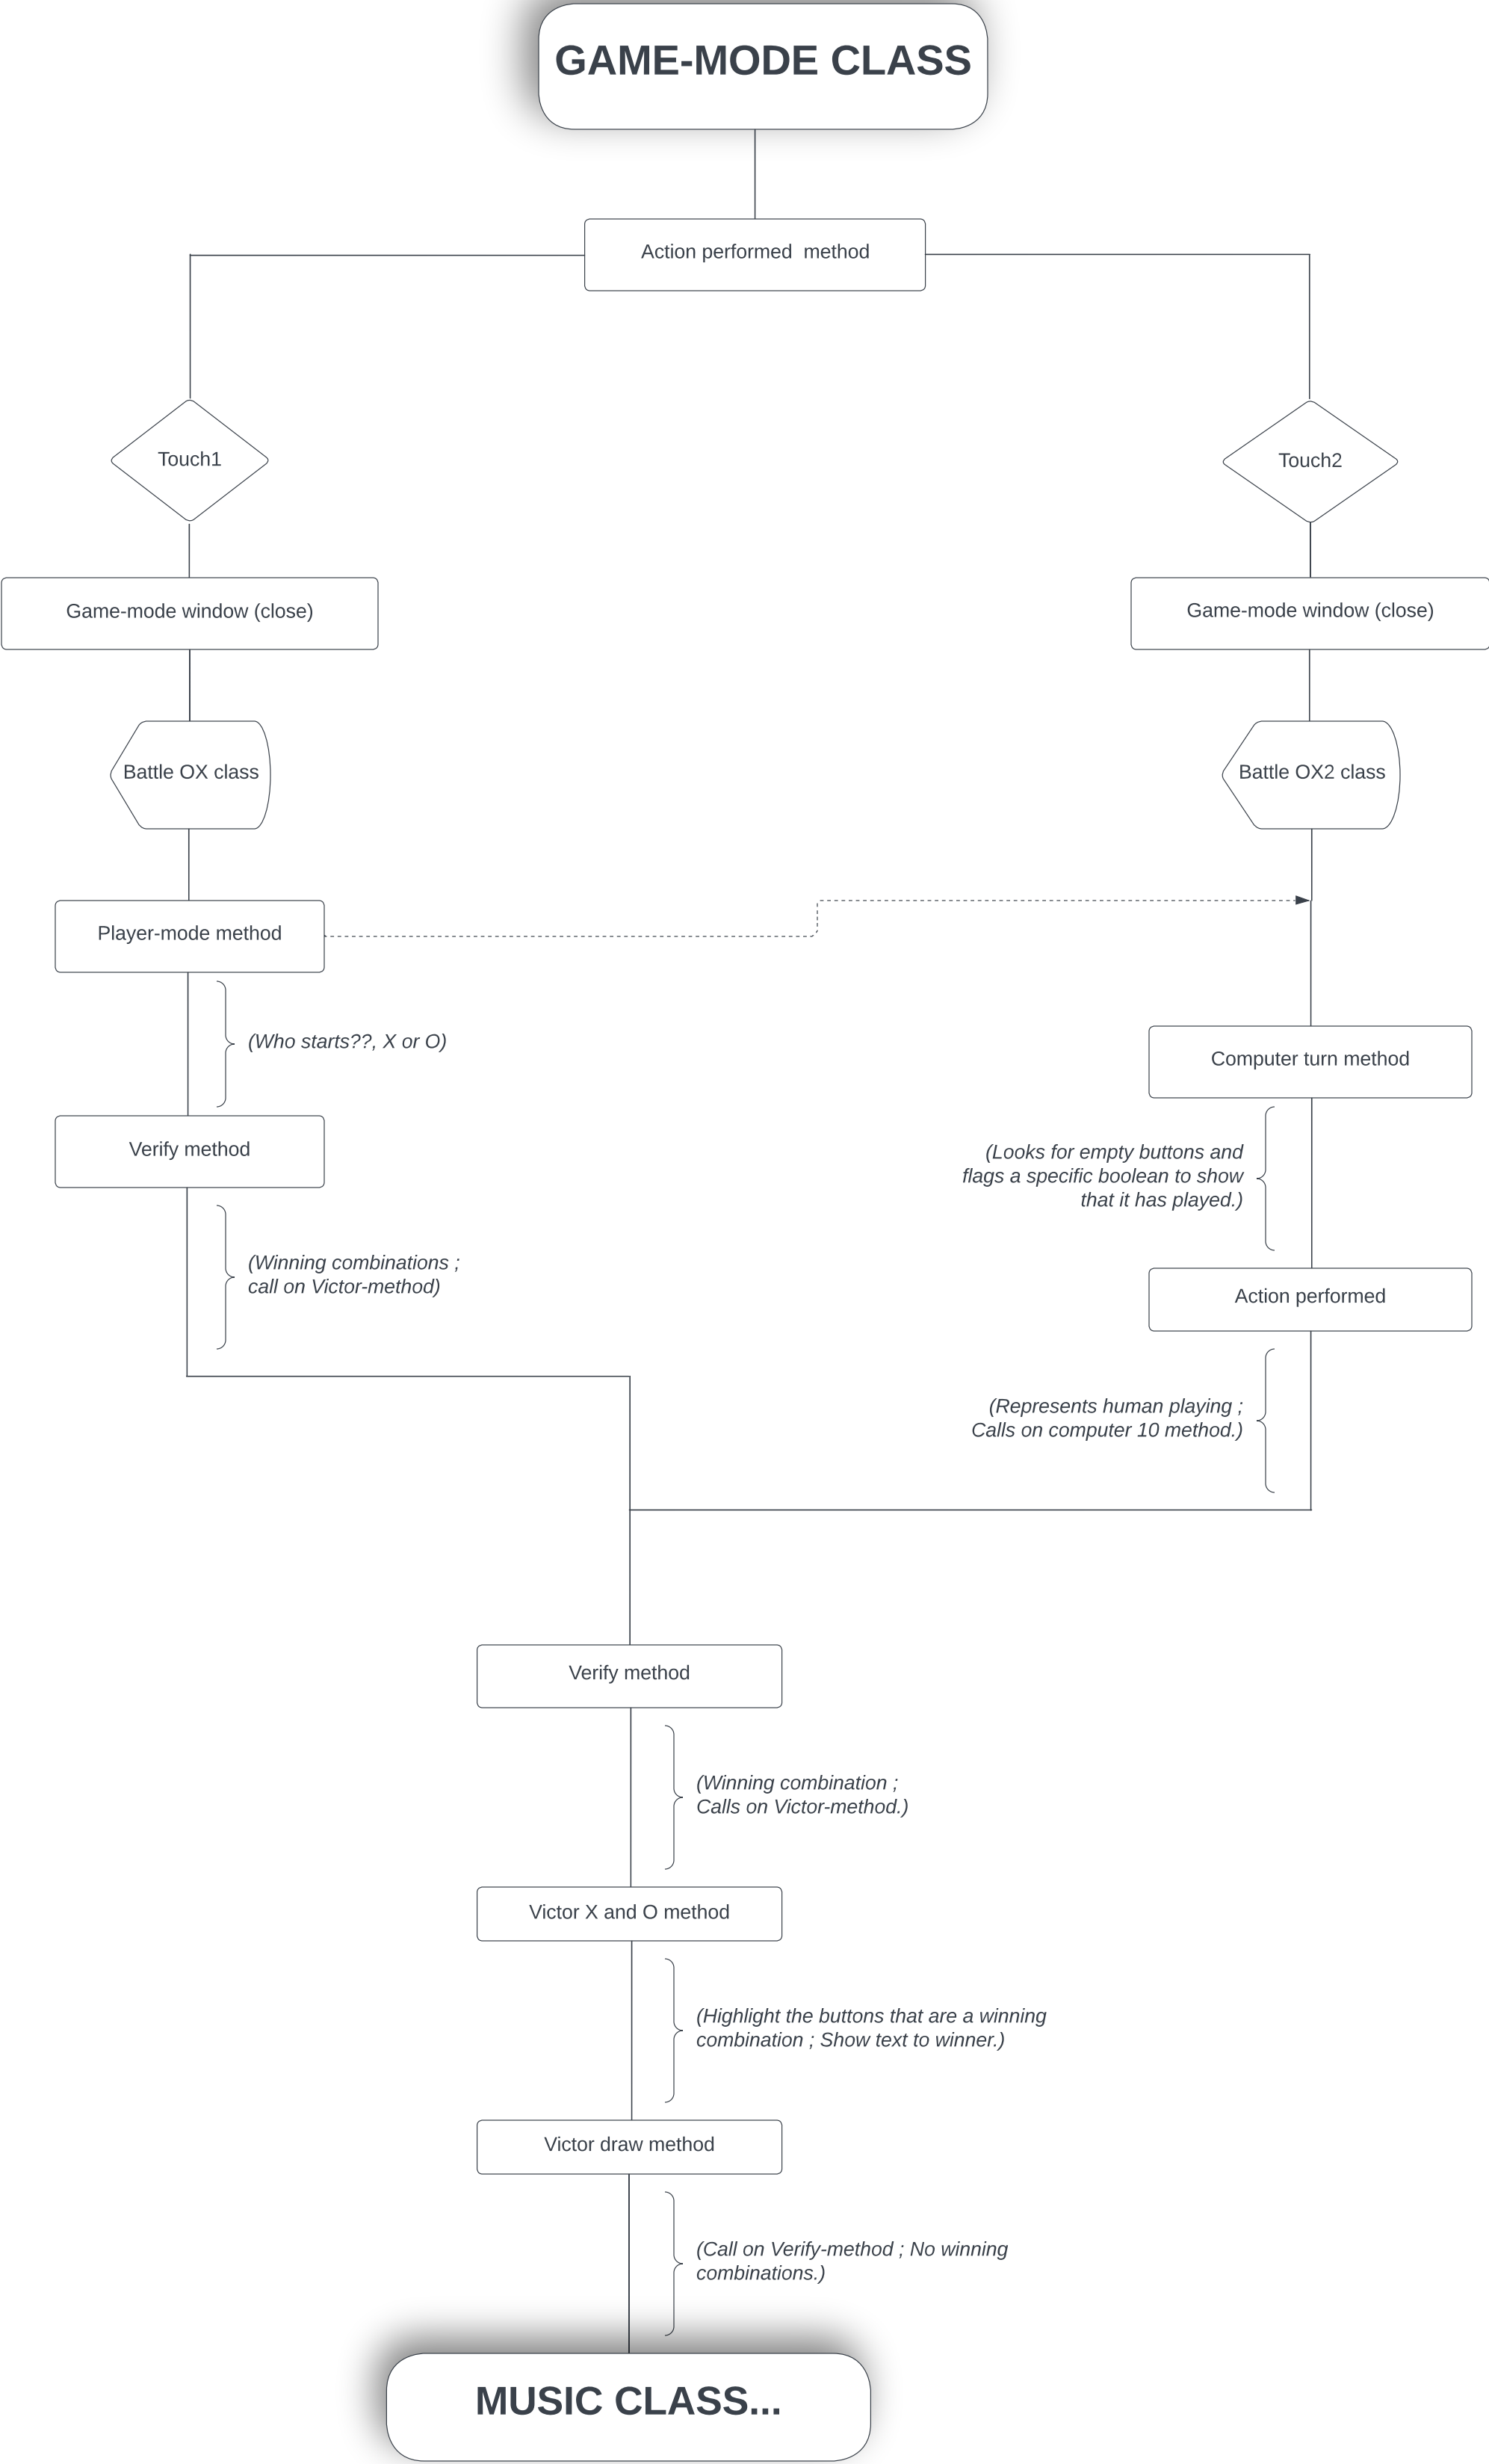 GAME-MODE CLASS
Action performed  method
Touch1
Touch2
Game-mode window (close)
Game-mode window (close)
Battle OX class
Battle OX2 class
Player-mode method
(Who starts??, X or O)
Computer turn method
Verify method
(Looks for empty buttons and
flags a specific boolean to show
that it has played.)
(Winning combinations ;
call on Victor-method)
Action performed
(Represents human playing ;
Calls on computer 10 method.)
Verify method
(Winning combination ;
Calls on Victor-method.)
Victor X and O method
(Highlight the buttons that are a winning
combination ; Show text to winner.)
Victor draw method
(Call on Verify-method ; No winning
combinations.)
MUSIC CLASS...